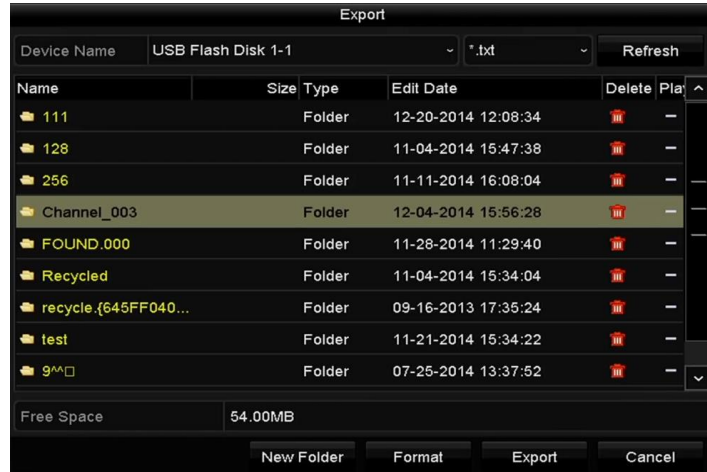 Export
Device Name USB Flash Disk 1-1 *.txt Refresh
Name Size Type Edit Date Delete Play
111 Folder 12-20-2014 12:08:34 –
128 Folder 11-04-2014 15:47:38 –
256 Folder 11-11-2014 16:08:04 –
Channel_003 Folder 12-04-2014 15:56:28 –
FOUND.000 Folder 11-28-2014 11:29:40 –
Recycled Folder 11-04-2014 15:34:04 –
recycle.{645FF040... Folder 09-16-2013 17:35:24 –
test Folder 11-21-2014 15:34:22 –
9^^□ Folder 07-25-2014 13:37:52 –
Free Space 54.00MB
New Folder Format Export Cancel